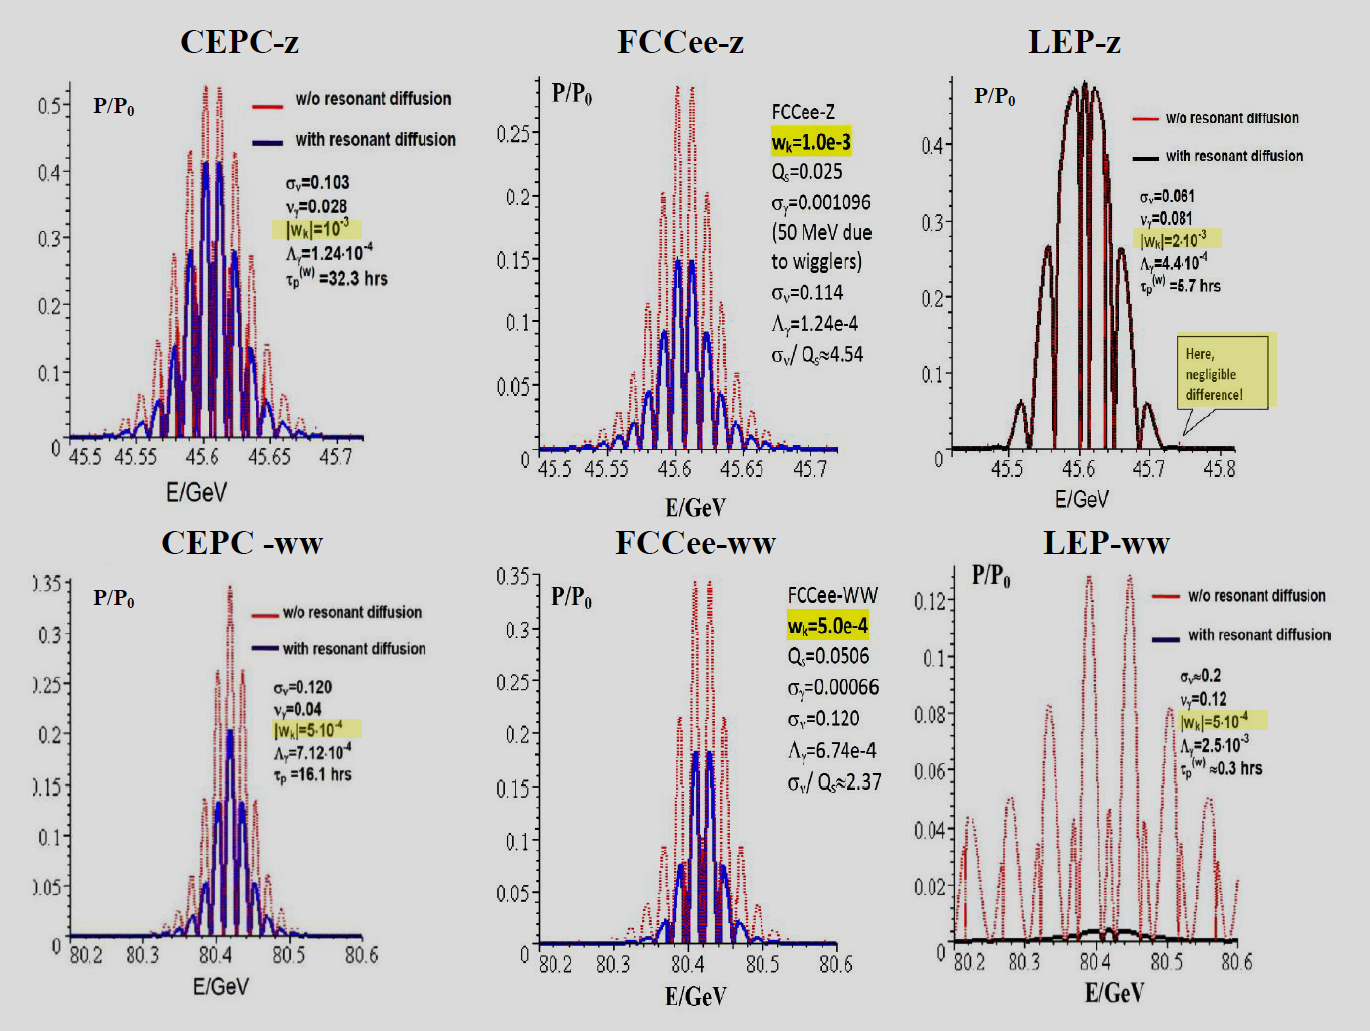 CEPC-z
P/P₀
w/o resonant diffusion
with resonant diffusion
σᵥ=0.103
νᵧ=0.028
|wₖ|=10⁻³
Λᵧ=1.24·10⁻⁴
τₚ⁽ʷ⁾ =32.3 hrs
0.5
0.4
0.3
0.2
0.1
0
45.5 45.55 45.6 45.65 45.7
E/GeV
FCCee-z
P/P₀
FCCee-Z
wₖ=1.0e-3
Qₛ=0.025
σᵧ=0.001096
(50 MeV due
to wigglers)
σᵥ=0.114
Λᵧ=1.24e-4
σᵥ/ Qₛ≈4.54
0.25
0.2
0.15
0.1
0.05
0
45.5 45.55 45.6 45.65 45.7
E/GeV
LEP-z
P/P₀
w/o resonant diffusion
with resonant diffusion
σᵥ=0.061
νᵧ=0.081
|wₖ|=2·10⁻³
Λᵧ=4.4·10⁻⁴
τₚ⁽ʷ⁾ =5.7 hrs
Here,
negligible
difference!
0.4
0.3
0.2
0.1
0
45.5 45.6 45.7 45.8
E/GeV
CEPC -ww
P/P₀
w/o resonant diffusion
with resonant diffusion
σᵥ=0.120
νᵧ=0.04
|wₖ|=5·10⁻⁴
Λᵧ=7.12·10⁻⁴
τₚ =16.1 hrs
0.35
0.3
0.25
0.2
0.15
0.1
0.05
0
80.2 80.3 80.4 80.5 80.6
E/GeV
FCCee-ww
P/P₀
FCCee-WW
wₖ=5.0e-4
Qₛ=0.0506
σᵧ=0.00066
σᵥ=0.120
Λᵧ=6.74e-4
σᵥ/ Qₛ≈2.37
0.35
0.3
0.25
0.2
0.15
0.1
0.05
0
80.2 80.3 80.4 80.5 80.6
E/GeV
LEP-ww
P/P₀
w/o resonant diffusion
with resonant diffusion
σᵥ≈0.2
νᵧ=0.12
|wₖ|=5·10⁻⁴
Λᵧ=2.5·10⁻³
τₚ⁽ʷ⁾ ≈0.3 hrs
0.12
0.1
0.08
0.06
0.04
0.02
0
80.2 80.3 80.4 80.5 80.6
E/GeV